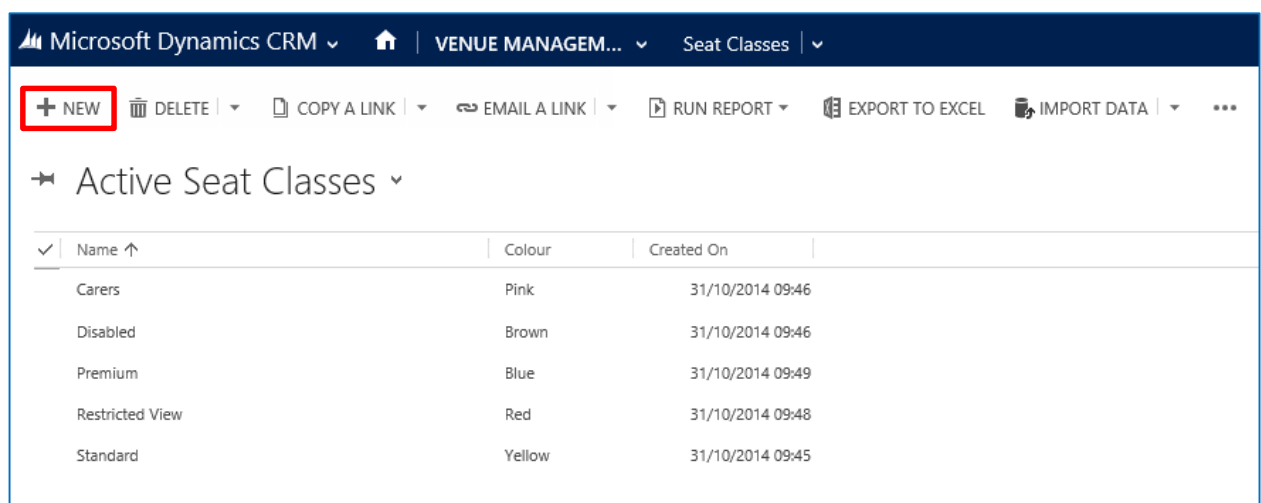 Microsoft Dynamics CRM VENUE MANAGEM... Seat Classes
NEW DELETE COPY A LINK EMAIL A LINK RUN REPORT EXPORT TO EXCEL IMPORT DATA •••
Active Seat Classes
Name Colour Created On
Carers Pink 31/10/2014 09:46
Disabled Brown 31/10/2014 09:46
Premium Blue 31/10/2014 09:49
Restricted View Red 31/10/2014 09:48
Standard Yellow 31/10/2014 09:45